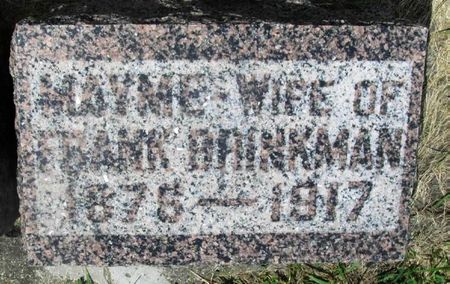 MAYME WIFE OF
FRANK BRINKMAN
1876—1917